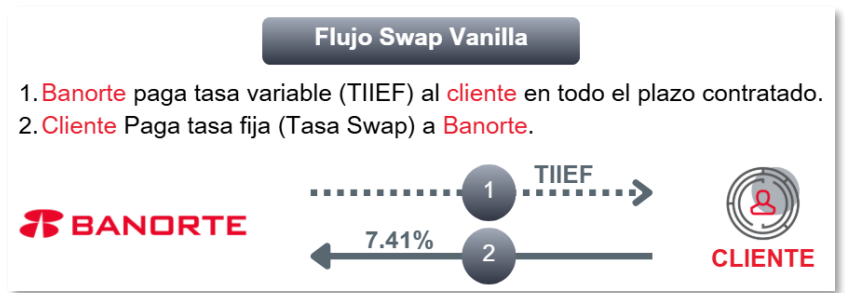 Flujo Swap Vanilla
1. Banorte paga tasa variable (TIIEF) al cliente en todo el plazo contratado.
2. Cliente Paga tasa fija (Tasa Swap) a Banorte.
1
TIIEF
BANORTE
7.41%
2
CLIENTE